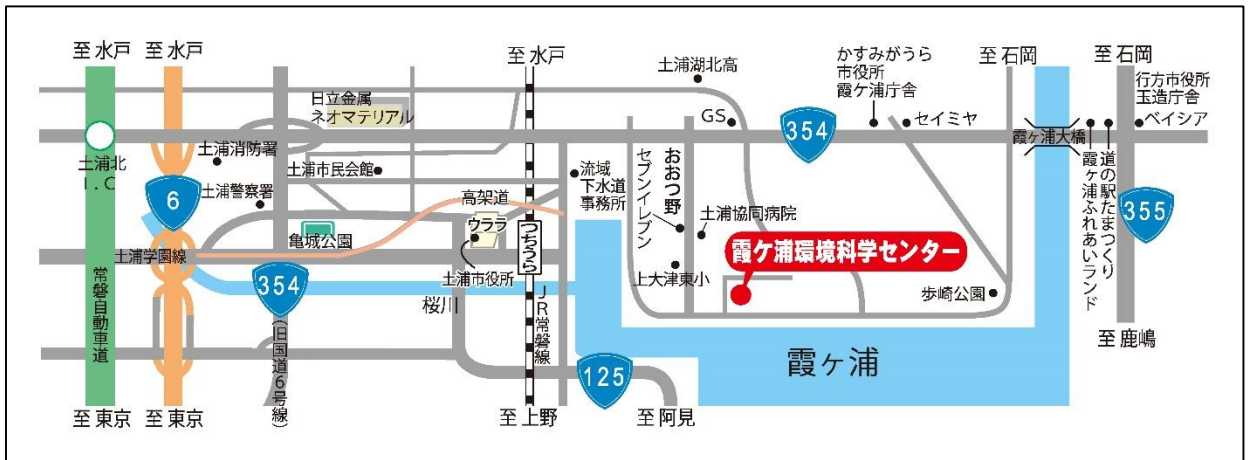 至 水戸
至 水戸
至 水戸
至 石岡
至 石岡
土浦湖北高
かすみがうら
市役所
霞ヶ浦庁舎
行方市役所
玉造庁舎
ベイシア
日立金属
ネオマテリアル
GS
354
セイミヤ
霞ヶ浦大橋
土浦北
I.C
土浦消防署
土浦市民会館
流域
下水道
事務所
セブンイレブン
おおつ野
道の駅たまつくり
霞ヶ浦ふれあいランド
6
土浦警察署
高架道
ウララ
つちうら
土浦協同病院
355
亀城公園
霞ケ浦環境科学センター
土浦学園線
354
土浦市役所
上大津東小
歩崎公園
常磐自動車道
(旧国道6号線)
桜川
JR常磐線
至 鹿嶋
霞ヶ浦
125
至 東京
至 東京
至 上野
至 阿見